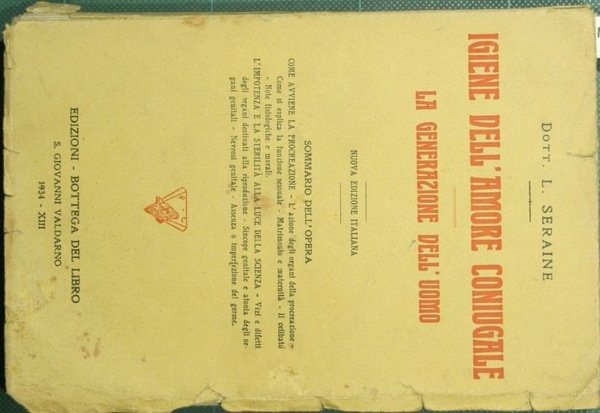 DOTT. L. SERAINE
IGIENE DELL'AMORE CONIUGALE
LA GENERAZIONE DELL'UOMO
NUOVA EDIZIONE ITALIANA
SOMMARIO DELL'OPERA
COME AVVIENE LA PROCREAZIONE - L'azione degli organi della procreazione -
Come si esplica la funzione sessuale - Matrimonio e maternità - Il celibato
- Note fisiologiche e morali.
L'IMPOTENZA E LA STERILITÀ ALLA LUCE DELLA SCIENZA - Vizi e difetti
degli organi destinati alla riproduzione - Sincope genitale e atonia degli or-
gani genitali - Nevrosi genitale - Assenza o imperfezione del germe.
EDIZIONI - BOTTEGA DEL LIBRO
S. GIOVANNI VALDARNO
1934 - XIII